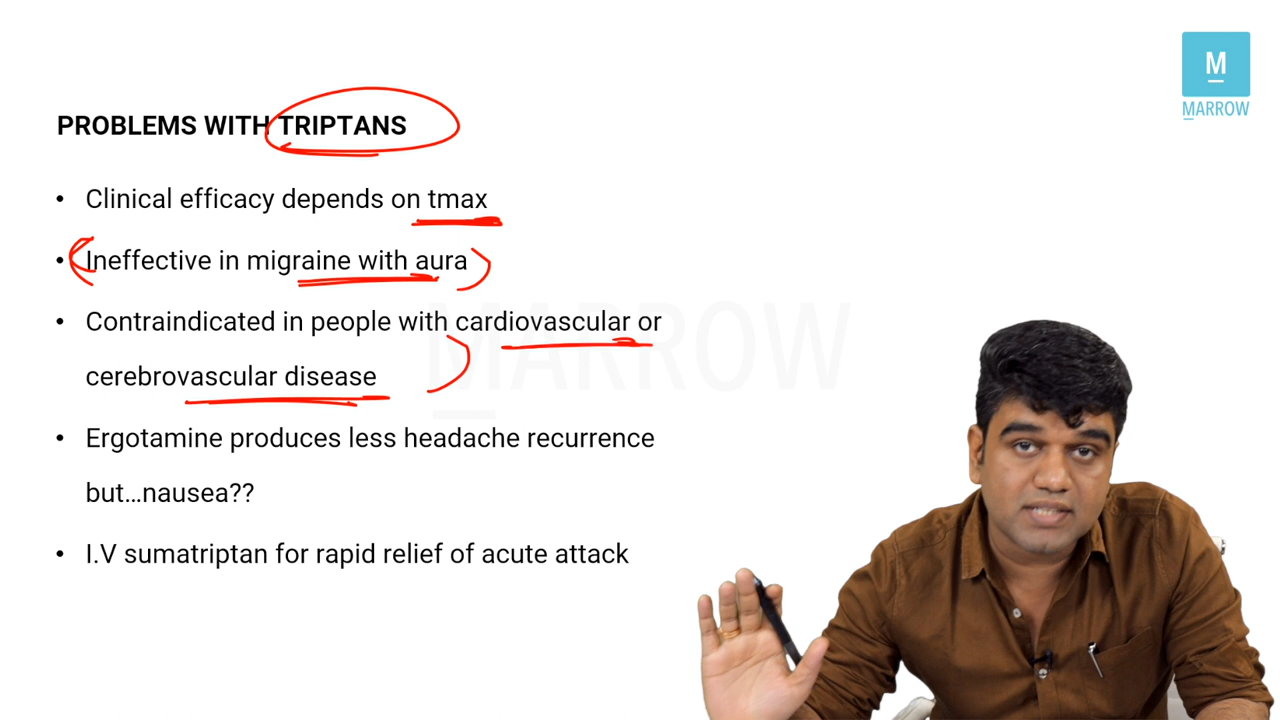 M
MARROW
PROBLEMS WITH TRIPTANS
• Clinical efficacy depends on tmax
• Ineffective in migraine with aura
• Contraindicated in people with cardiovascular or
cerebrovascular disease
• Ergotamine produces less headache recurrence
but...nausea??
• I.V sumatriptan for rapid relief of acute attack
MARROW